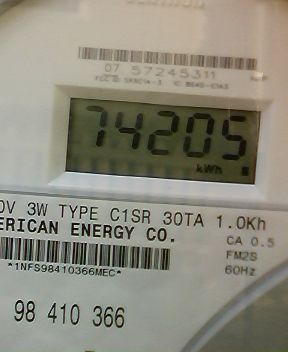 07 57245311
74205
kWh
0V 3W TYPE C1SR 30TA 1.0Kh
ERICAN ENERGY CO.
CA 0.5
FM2S
60Hz
*1NFS98410366MEC*
98 410 366